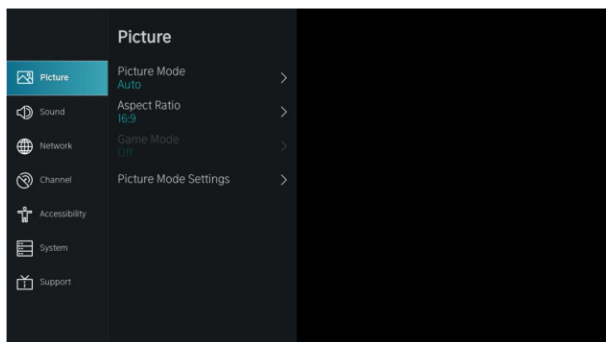 Picture
Picture
Sound
Network
Channel
Accessibility
System
Support
Picture Mode
Auto
Aspect Ratio
16:9
Game Mode
Off
Picture Mode Settings